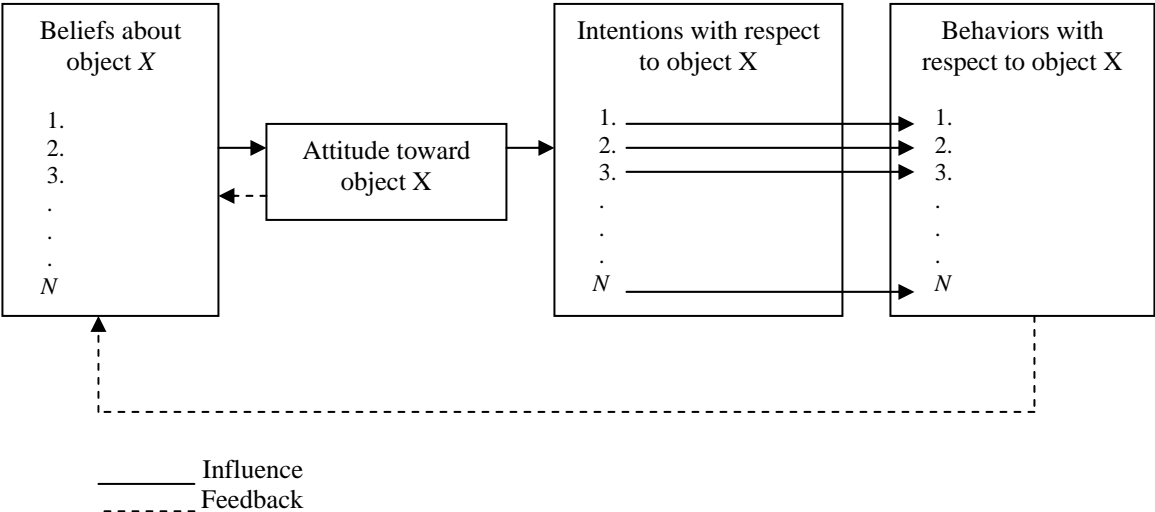 Beliefs about
object X
1.
2.
3.
.
.
.
N
Attitude toward
object X
Intentions with respect
to object X
1.
2.
3.
.
.
.
N
Behaviors with
respect to object X
1.
2.
3.
.
.
.
N
Influence
Feedback